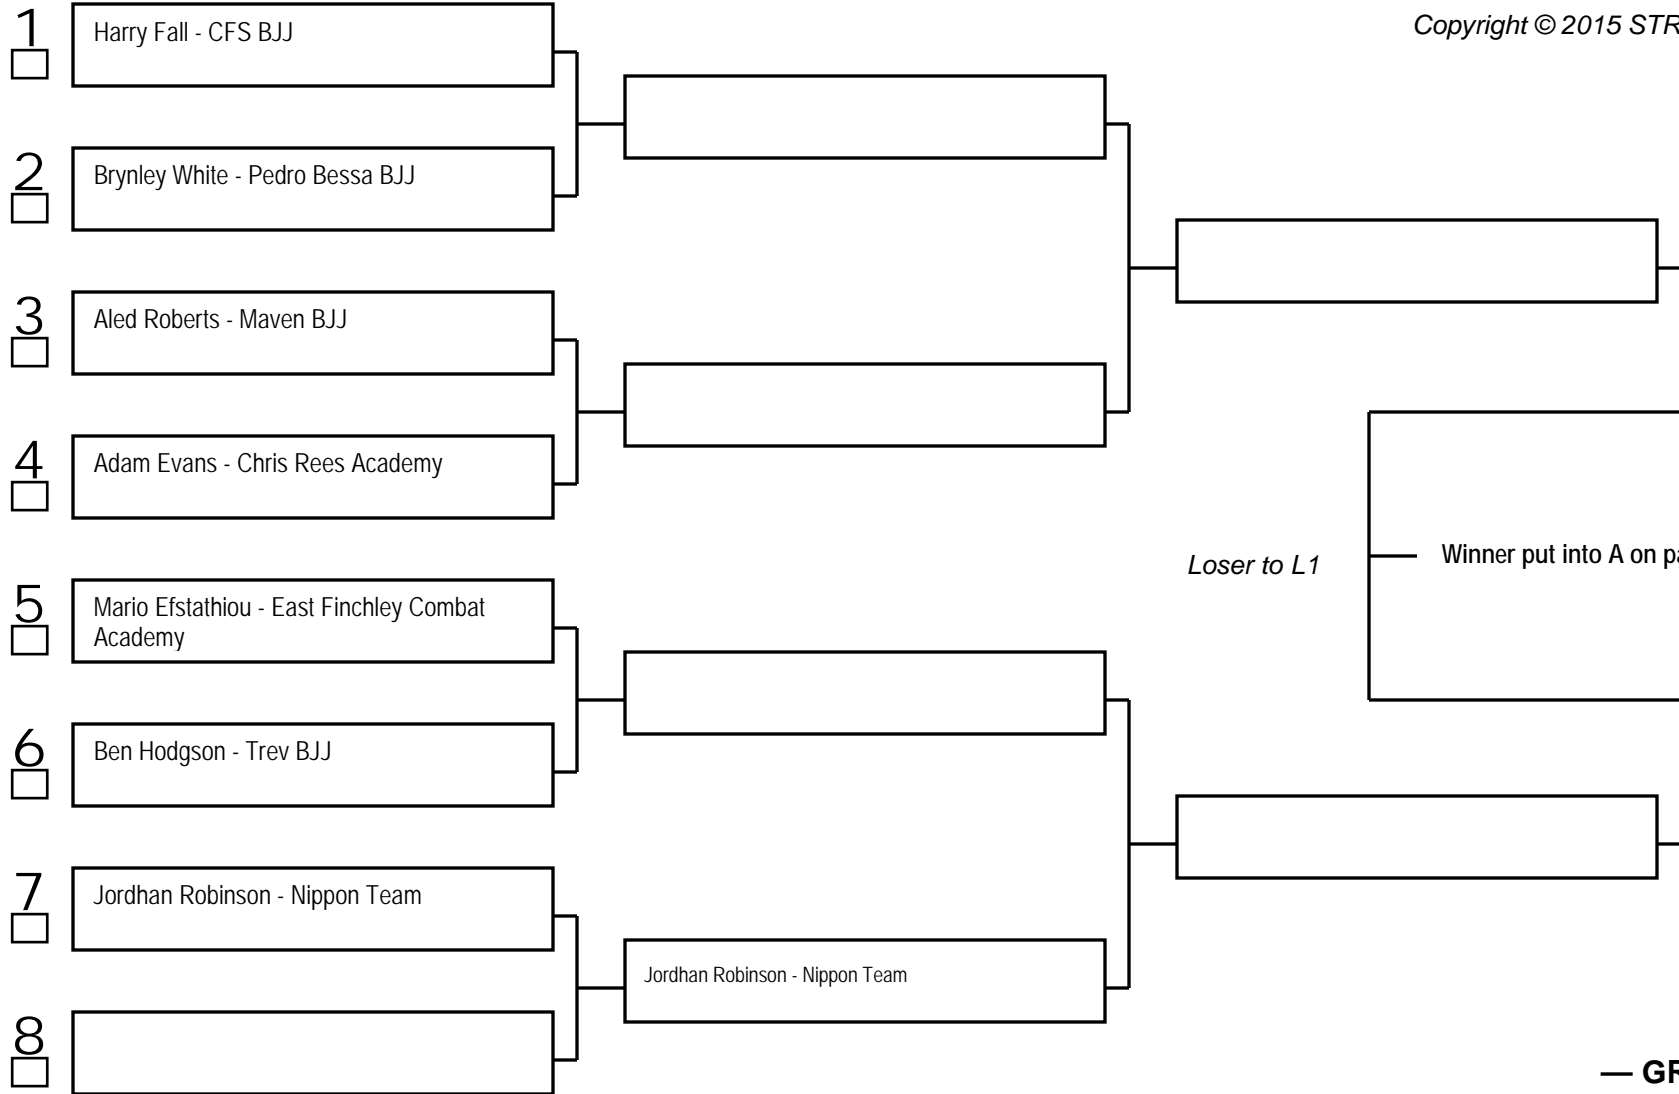 Copyright © 2015 STR
1
Harry Fall - CFS BJJ
2
Brynley White - Pedro Bessa BJJ
3
Aled Roberts - Maven BJJ
4
Adam Evans - Chris Rees Academy
Loser to L1
Winner put into A on pa
5
Mario Efstathiou - East Finchley Combat
Academy
6
Ben Hodgson - Trev BJJ
7
Jordhan Robinson - Nippon Team
Jordhan Robinson - Nippon Team
8
— GR